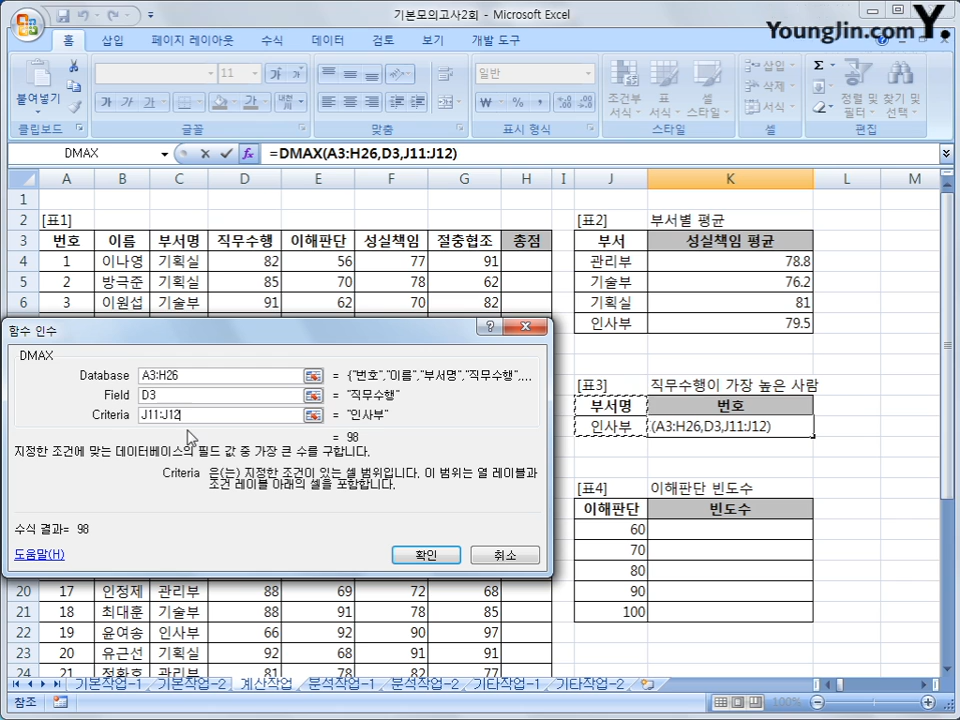 기본모의고사2회 - Microsoft Excel
YoungJin.com Y.
홈 삽입 페이지 레이아웃 수식 데이터 검토 보기 개발 도구
붙여넣기 11 가 가 가 가 가 가 일반 조건부 서식 표 서식 셀 스타일 삽입 삭제 서식 정렬 및 필터 찾기 및 선택
클립보드 글꼴 맞춤 표시 형식 스타일 셀 편집
DMAX =DMAX(A3:H26,D3,J11:J12)
A B C D E F G H I J K L M
1
2 [표1] [표2] 부서별 평균
3 번호 이름 부서명 직무수행 이해판단 성실책임 절충협조 총점 부서 성실책임 평균
4 1 이나영 기획실 82 56 77 91 관리부 78.8
5 2 방극준 기획실 85 70 78 62 기술부 76.2
6 3 이원섭 기술부 91 62 70 82 기획실 81
인사부 79.5
함수 인수
DMAX
Database A3:H26 = {"번호","이름","부서명","직무수행",...
Field D3 = "직무수행"
Criteria J11:J12 = "인사부"
= 98
지정한 조건에 맞는 데이터베이스의 필드 값 중 가장 큰 수를 구합니다.
Criteria 은(는) 지정한 조건이 있는 셀 범위입니다. 이 범위는 열 레이블과
조건 레이블 아래의 셀을 포함합니다.
수식 결과= 98
도움말(H) 확인 취소
[표3] 직무수행이 가장 높은 사람
부서명 번호
인사부 (A3:H26,D3,J11:J12)
[표4] 이해판단 빈도수
이해판단 빈도수
60
70
80
90
100
20 17 인정제 관리부 88 69 72 68
21 18 최대훈 기술부 88 91 78 85
22 19 윤여송 인사부 66 92 90 97
23 20 유근선 기획실 92 68 91 91
24 21 정환호 관리부 81 78 82 77
기본작업-1 기본작업-2 계산작업 분석작업-1 분석작업-2 기타작업-1 기타작업-2
참조 100%